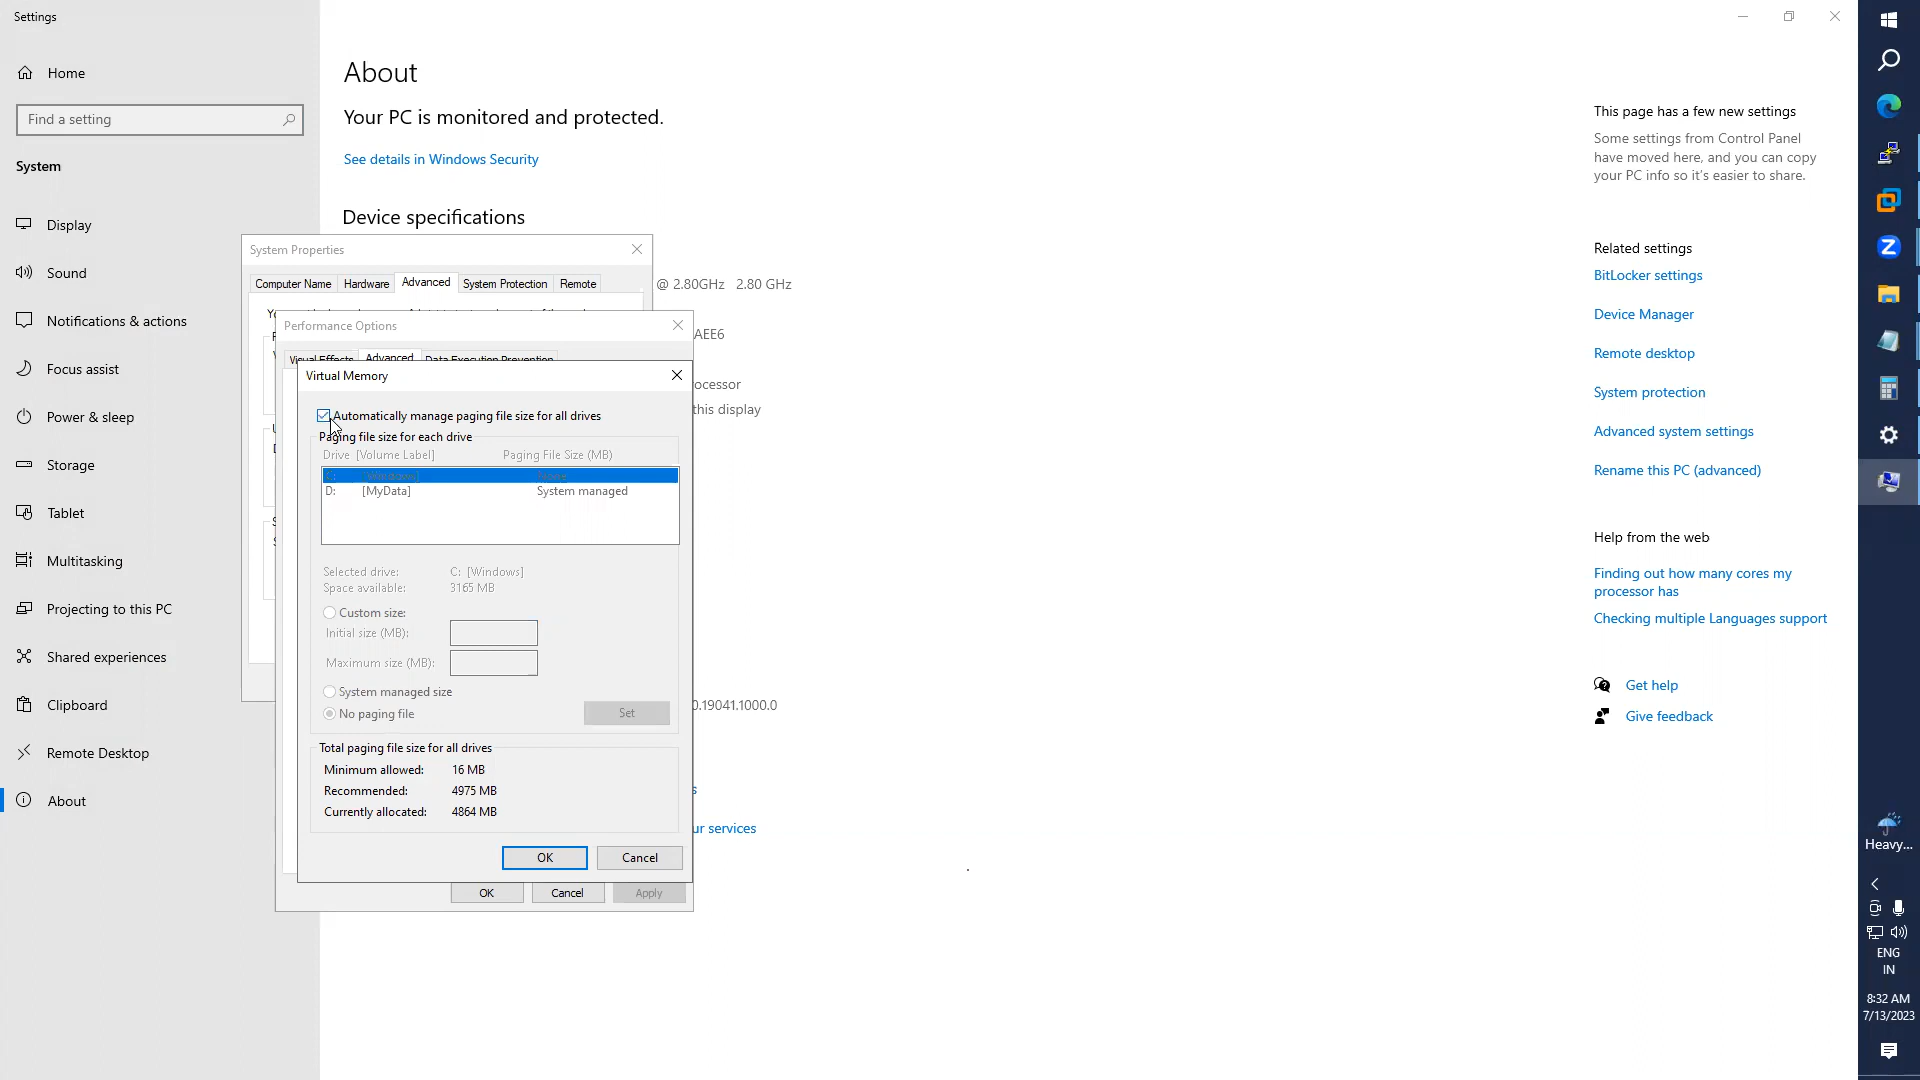 Settings
Home
Find a setting
System
Display
Sound
Notifications & actions
Focus assist
Power & sleep
Storage
Tablet
Multitasking
Projecting to this PC
Shared experiences
Clipboard
Remote Desktop
About
About
Your PC is monitored and protected.
See details in Windows Security
Device specifications
@ 2.80GHz 2.80 GHz
AEE6
ocessor
this display
0.19041.1000.0
ur services
System Properties
Computer Name Hardware Advanced System Protection Remote
Performance Options
Visual Effects Advanced Data Execution Prevention
Virtual Memory
Automatically manage paging file size for all drives
Paging file size for each drive
Drive [Volume Label] Paging File Size (MB)
C: [Windows] None
D: [MyData] System managed
Selected drive: C: [Windows]
Space available: 3165 MB
Custom size:
Initial size (MB):
Maximum size (MB):
System managed size
No paging file
Set
Total paging file size for all drives
Minimum allowed: 16 MB
Recommended: 4975 MB
Currently allocated: 4864 MB
OK Cancel
OK Cancel Apply
This page has a few new settings
Some settings from Control Panel
have moved here, and you can copy
your PC info so it's easier to share.
Related settings
BitLocker settings
Device Manager
Remote desktop
System protection
Advanced system settings
Rename this PC (advanced)
Help from the web
Finding out how many cores my
processor has
Checking multiple Languages support
Get help
Give feedback
Heavy...
ENG
IN
8:32 AM
7/13/2023